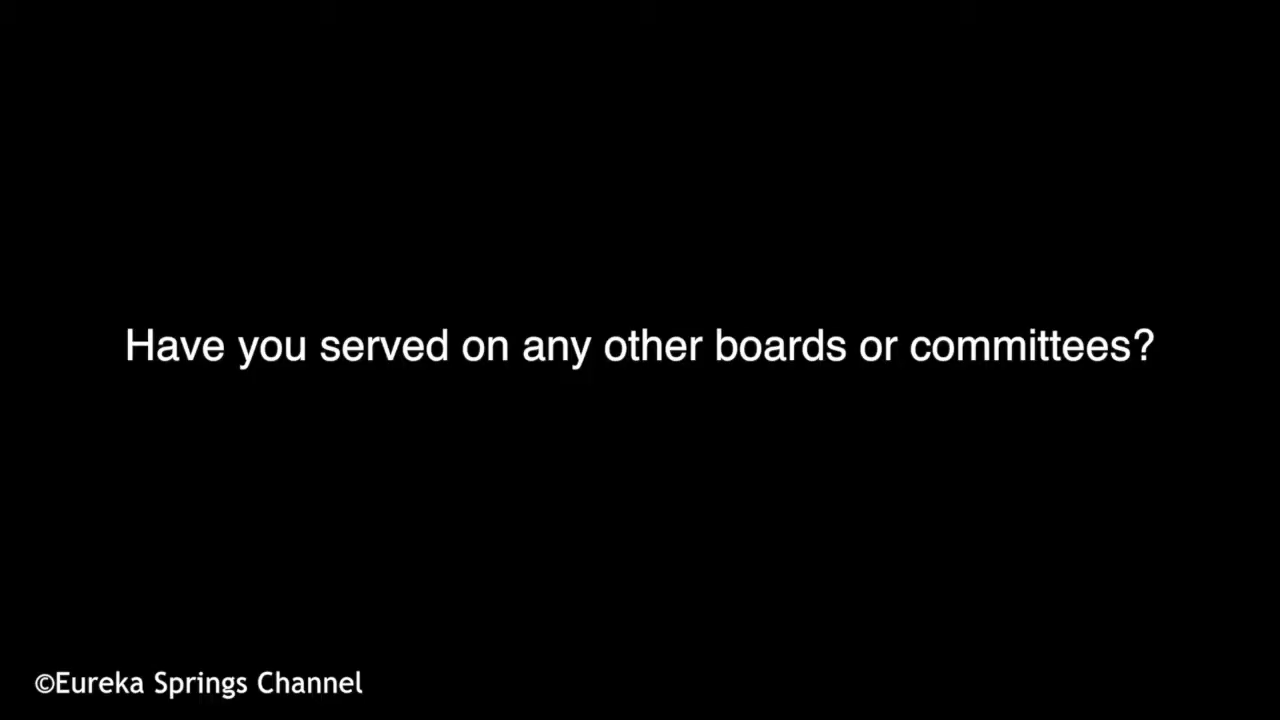 Have you served on any other boards or committees?
©Eureka Springs Channel